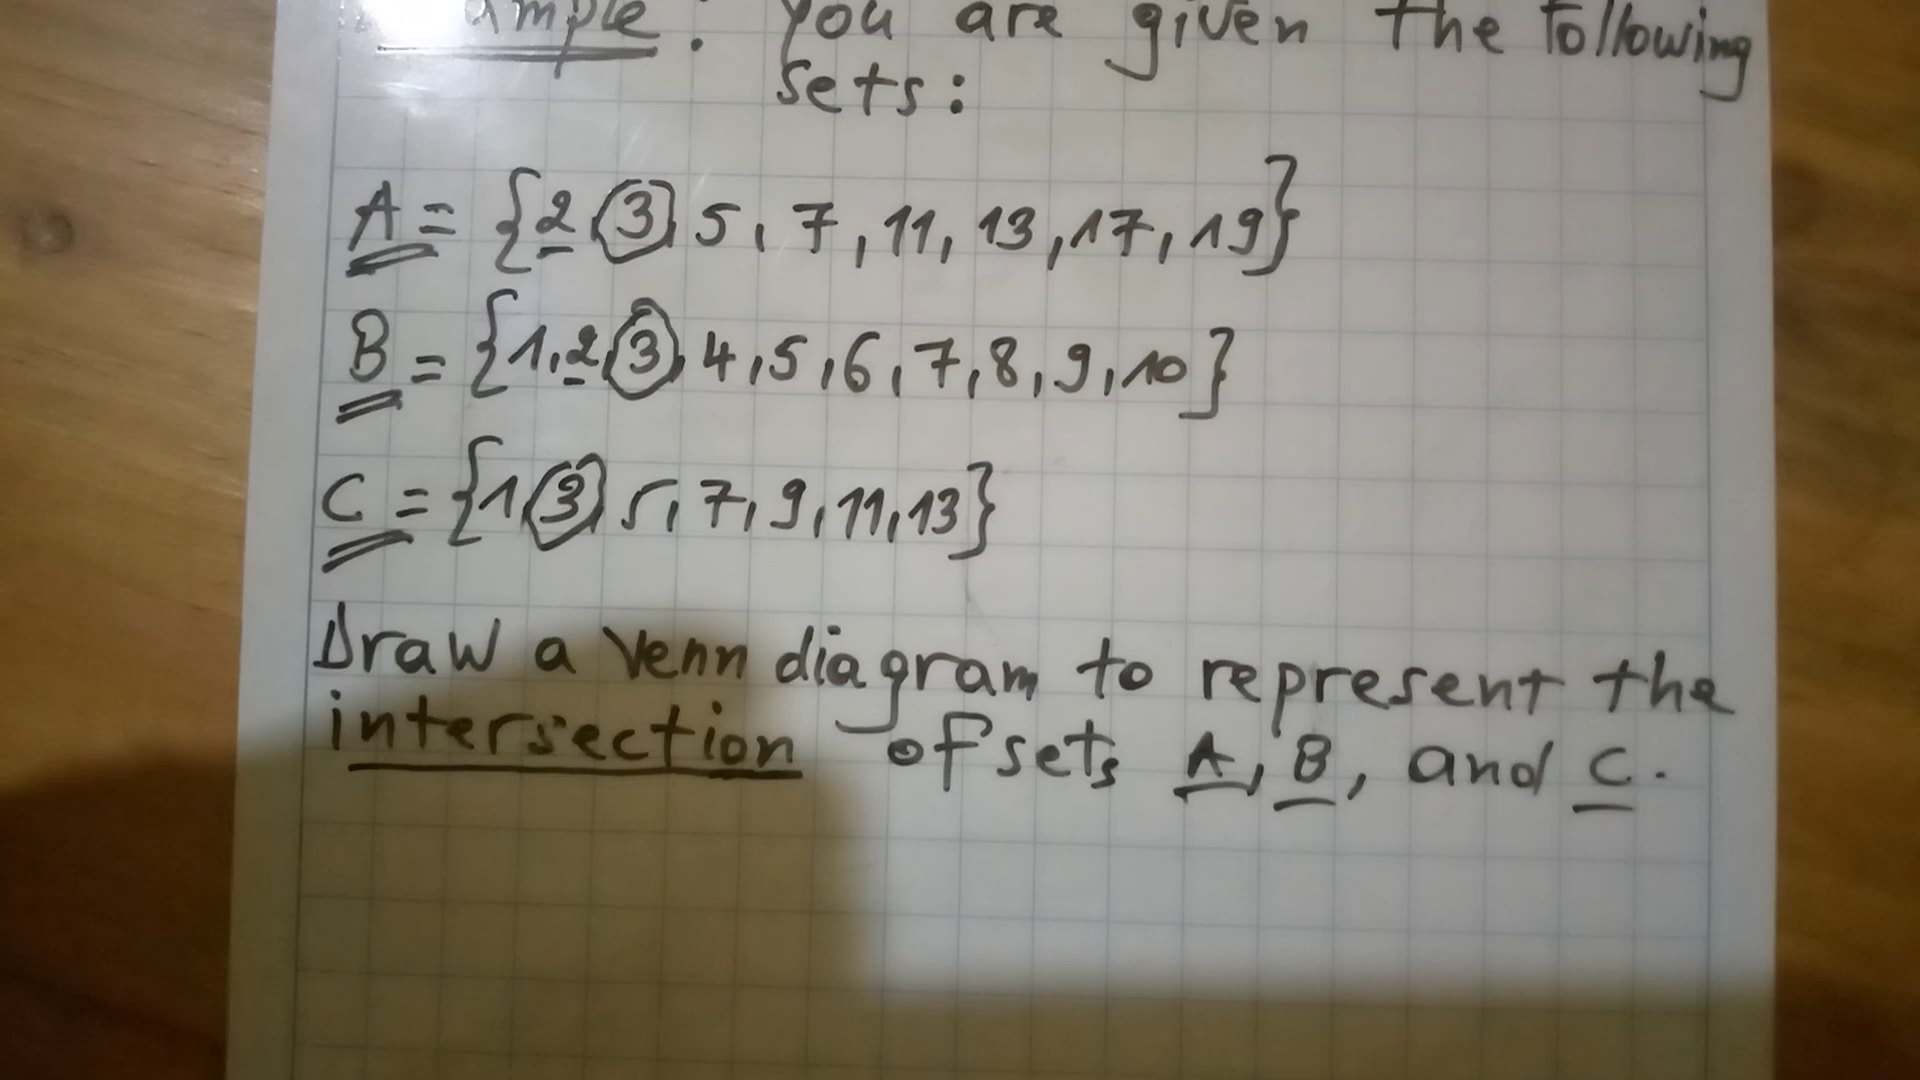 You are given the following
sets:
A = {2, 3, 5, 7, 11, 13, 17, 19}
B = {1, 2, 3, 4, 5, 6, 7, 8, 9, 10}
C = {1, 3, 5, 7, 9, 11, 13}
Draw a Venn diagram to represent the
intersection of sets A, B, and C.